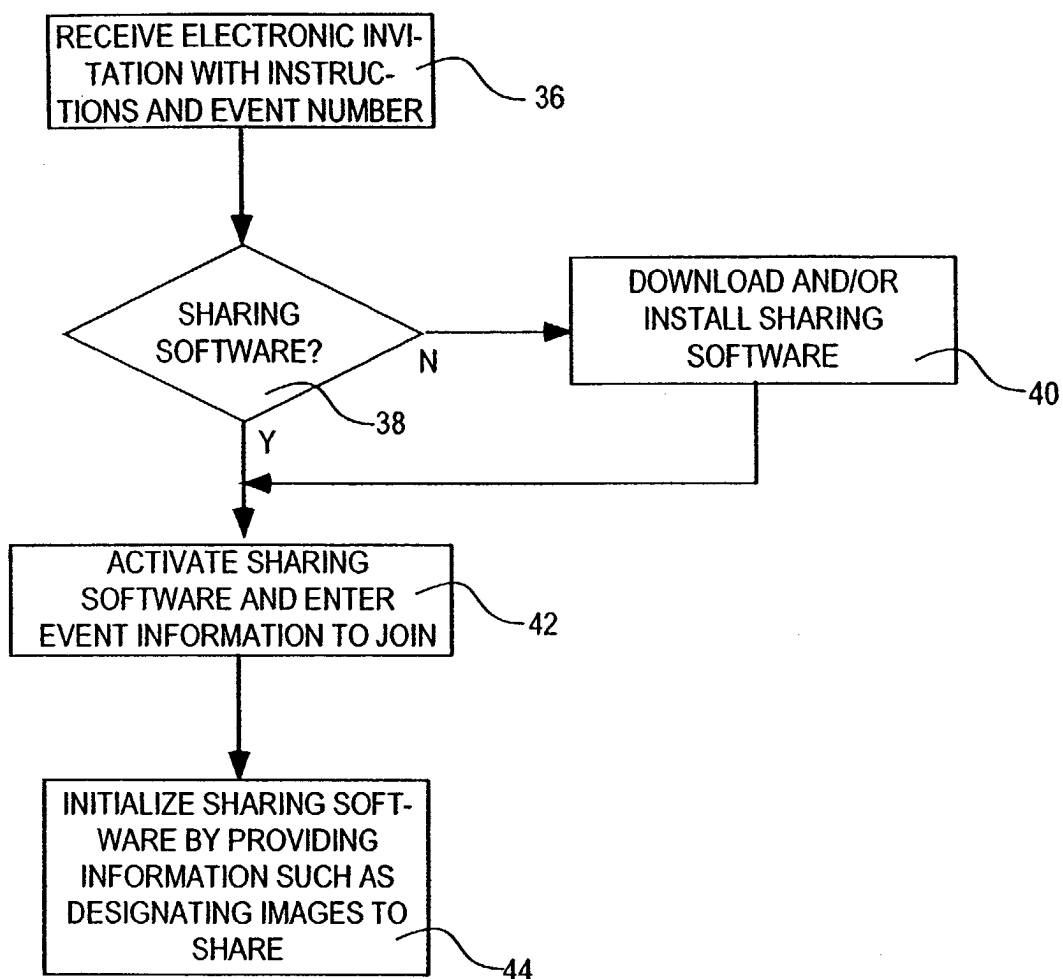 RECEIVE ELECTRONIC INVI-
TATION WITH INSTRUC-
TIONS AND EVENT NUMBER
36
SHARING
SOFTWARE?
38
N
Y
DOWNLOAD AND/OR
INSTALL SHARING
SOFTWARE
40
ACTIVATE SHARING
SOFTWARE AND ENTER
EVENT INFORMATION TO JOIN
42
INITIALIZE SHARING SOFT-
WARE BY PROVIDING
INFORMATION SUCH AS
DESIGNATING IMAGES TO
SHARE
44